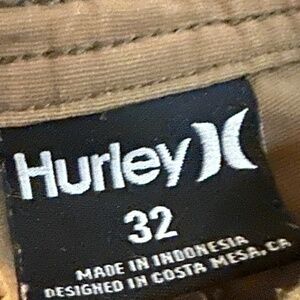 Hurley
32
MADE IN INDONESIA
DESIGNED IN COSTA MESA, CA